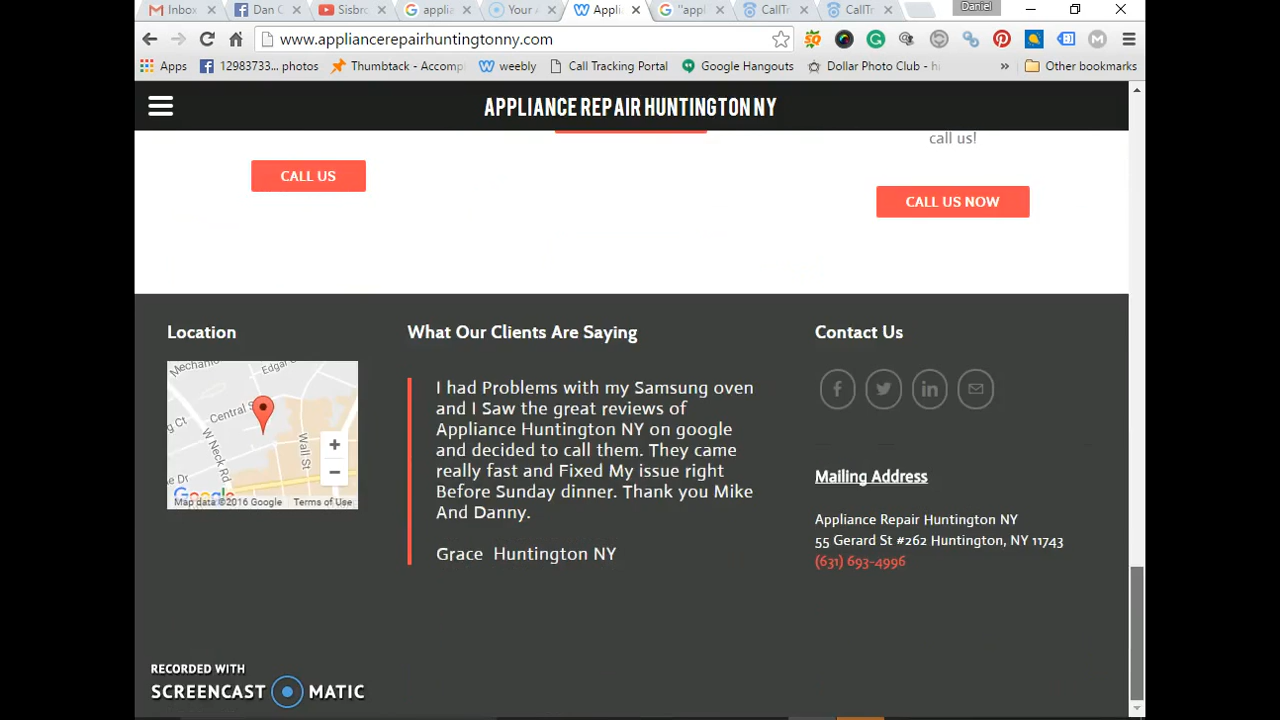 Inbox
Dan C
Sisbro
applia
Your A
Appli
"appl
CallTr
CallTr
Daniel
www.appliancerepairhuntingtonny.com
Apps
12983733... photos
Thumbtack - Accomp
weebly
Call Tracking Portal
Google Hangouts
Dollar Photo Club -
»
Other bookmarks
APPLIANCE REPAIR HUNTINGTON NY
call us!
CALL US
CALL US NOW
Location
Edgar
Central S
W Neck Rd
Wall St
+
−
Google
Map data ©2016 Google
Terms of Use
What Our Clients Are Saying
I had Problems with my Samsung oven
and I Saw the great reviews of
Appliance Huntington NY on google
and decided to call them. They came
really fast and Fixed My issue right
Before Sunday dinner. Thank you Mike
And Danny.
Grace Huntington NY
Contact Us
Mailing Address
Appliance Repair Huntington NY
55 Gerard St #262 Huntington, NY 11743
(631) 693-4996
RECORDED WITH
SCREENCAST MATIC